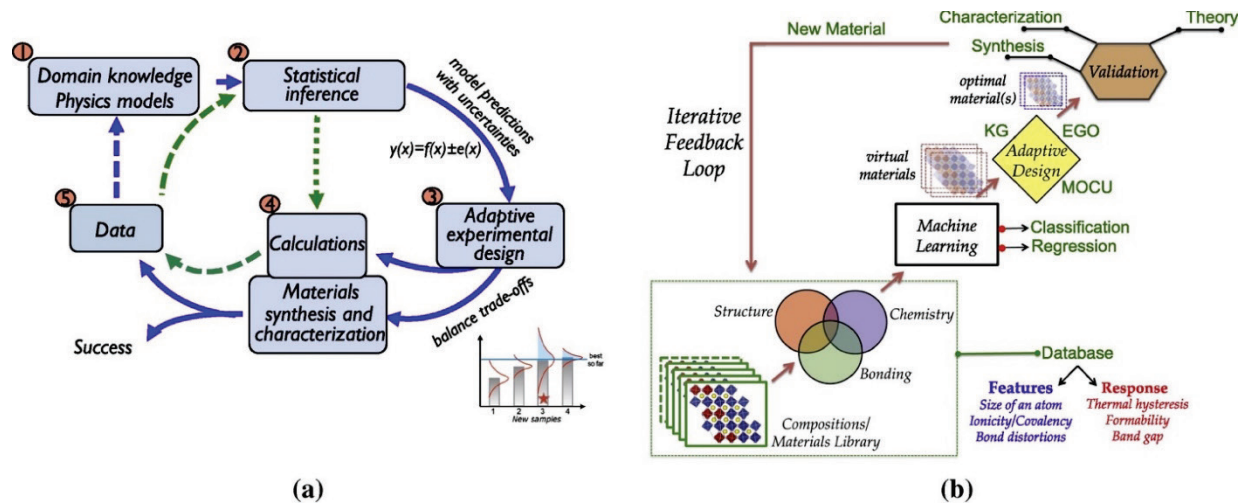 1
Domain knowledge
Physics models
2
Statistical
inference
model predictions
with uncertainties
y(x)=f(x)±e(x)
3
Adaptive
experimental
design
4
Calculations
5
Data
Materials
synthesis and
characterization
Success
balance trade-offs
best
so far
1 2 3 4
New samples
(a)
New Material
Characterization
Theory
Synthesis
Validation
optimal
material(s)
Iterative
Feedback
Loop
KG
EGO
Adaptive
Design
MOCU
virtual
materials
Machine
Learning
Classification
Regression
Structure
Chemistry
Bonding
Compositions/
Materials Library
Database
Features
Size of an atom
Ionicity/Covalency
Bond distortions
Response
Thermal hysteresis
Formability
Band gap
(b)